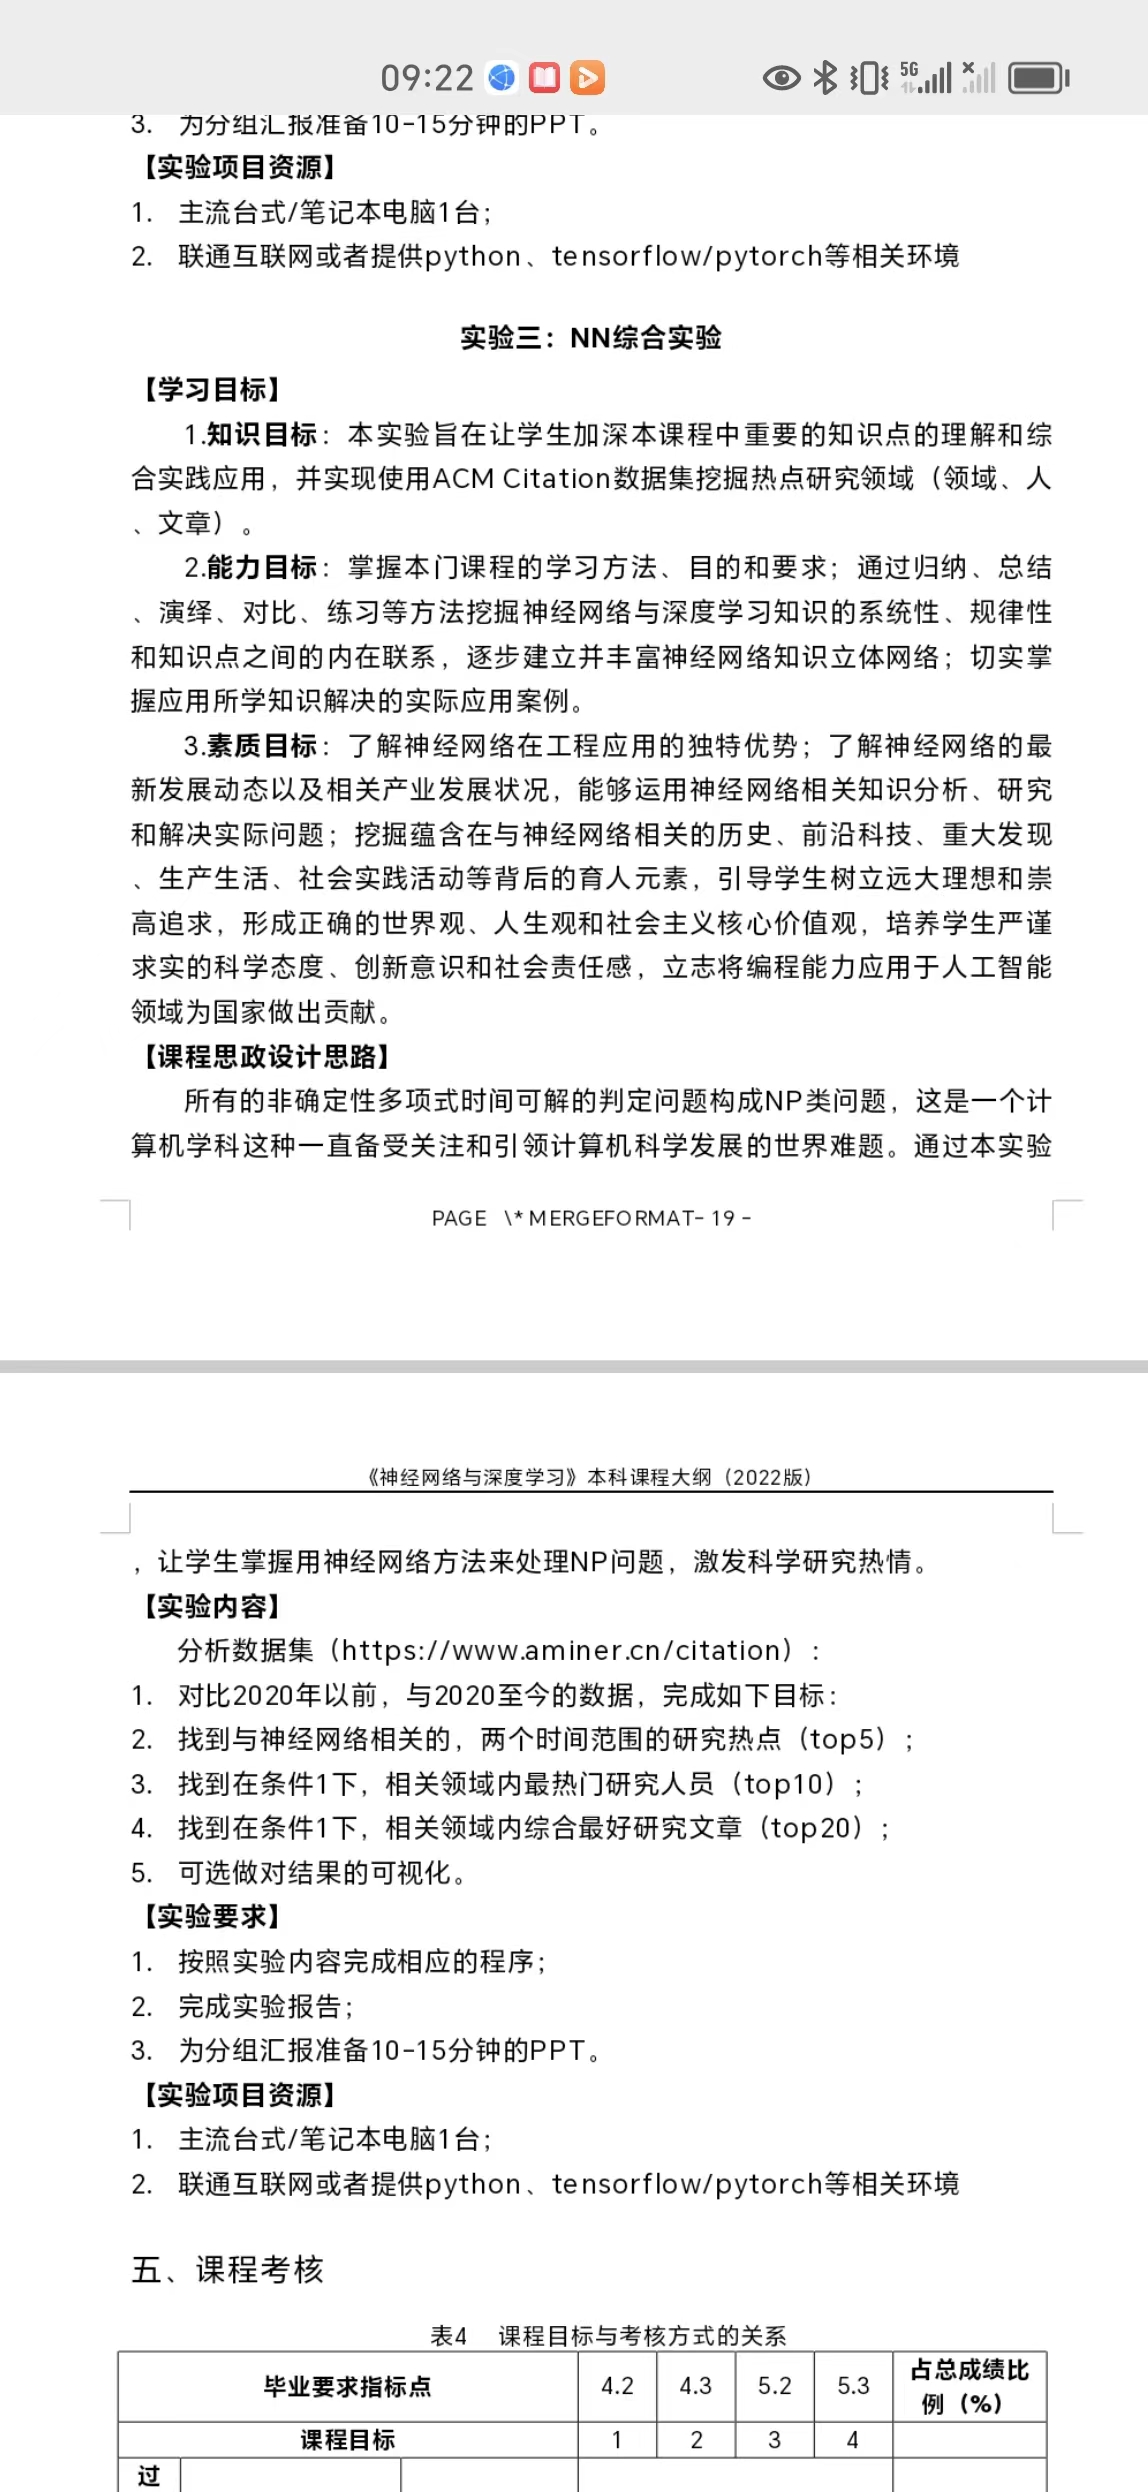 09:22
5G
3. 为分组汇报准备10-15分钟的PPT。
【实验项目资源】
1. 主流台式/笔记本电脑1台；
2. 联通互联网或者提供python、tensorflow/pytorch等相关环境
实验三：NN综合实验
【学习目标】
1.知识目标：本实验旨在让学生加深本课程中重要的知识点的理解和综
合实践应用，并实现使用ACM Citation数据集挖掘热点研究领域（领域、人
、文章）。
2.能力目标：掌握本门课程的学习方法、目的和要求；通过归纳、总结
、演绎、对比、练习等方法挖掘神经网络与深度学习知识的系统性、规律性
和知识点之间的内在联系，逐步建立并丰富神经网络知识立体网络；切实掌
握应用所学知识解决的实际应用案例。
3.素质目标：了解神经网络在工程应用的独特优势；了解神经网络的最
新发展动态以及相关产业发展状况，能够运用神经网络相关知识分析、研究
和解决实际问题；挖掘蕴含在与神经网络相关的历史、前沿科技、重大发现
、生产生活、社会实践活动等背后的育人元素，引导学生树立远大理想和崇
高追求，形成正确的世界观、人生观和社会主义核心价值观，培养学生严谨
求实的科学态度、创新意识和社会责任感，立志将编程能力应用于人工智能
领域为国家做出贡献。
【课程思政设计思路】
所有的非确定性多项式时间可解的判定问题构成NP类问题，这是一个计
算机学科这种一直备受关注和引领计算机科学发展的世界难题。通过本实验
PAGE \* MERGEFORMAT- 19 -
《神经网络与深度学习》本科课程大纲（2022版）
，让学生掌握用神经网络方法来处理NP问题，激发科学研究热情。
【实验内容】
分析数据集（https://www.aminer.cn/citation）：
1. 对比2020年以前，与2020至今的数据，完成如下目标：
2. 找到与神经网络相关的，两个时间范围的研究热点（top5）；
3. 找到在条件1下，相关领域内最热门研究人员（top10）；
4. 找到在条件1下，相关领域内综合最好研究文章（top20）；
5. 可选做对结果的可视化。
【实验要求】
1. 按照实验内容完成相应的程序；
2. 完成实验报告；
3. 为分组汇报准备10-15分钟的PPT。
【实验项目资源】
1. 主流台式/笔记本电脑1台；
2. 联通互联网或者提供python、tensorflow/pytorch等相关环境
五、课程考核
表4 课程目标与考核方式的关系
毕业要求指标点 4.2 4.3 5.2 5.3 占总成绩比
例（%）
课程目标 1 2 3 4
过